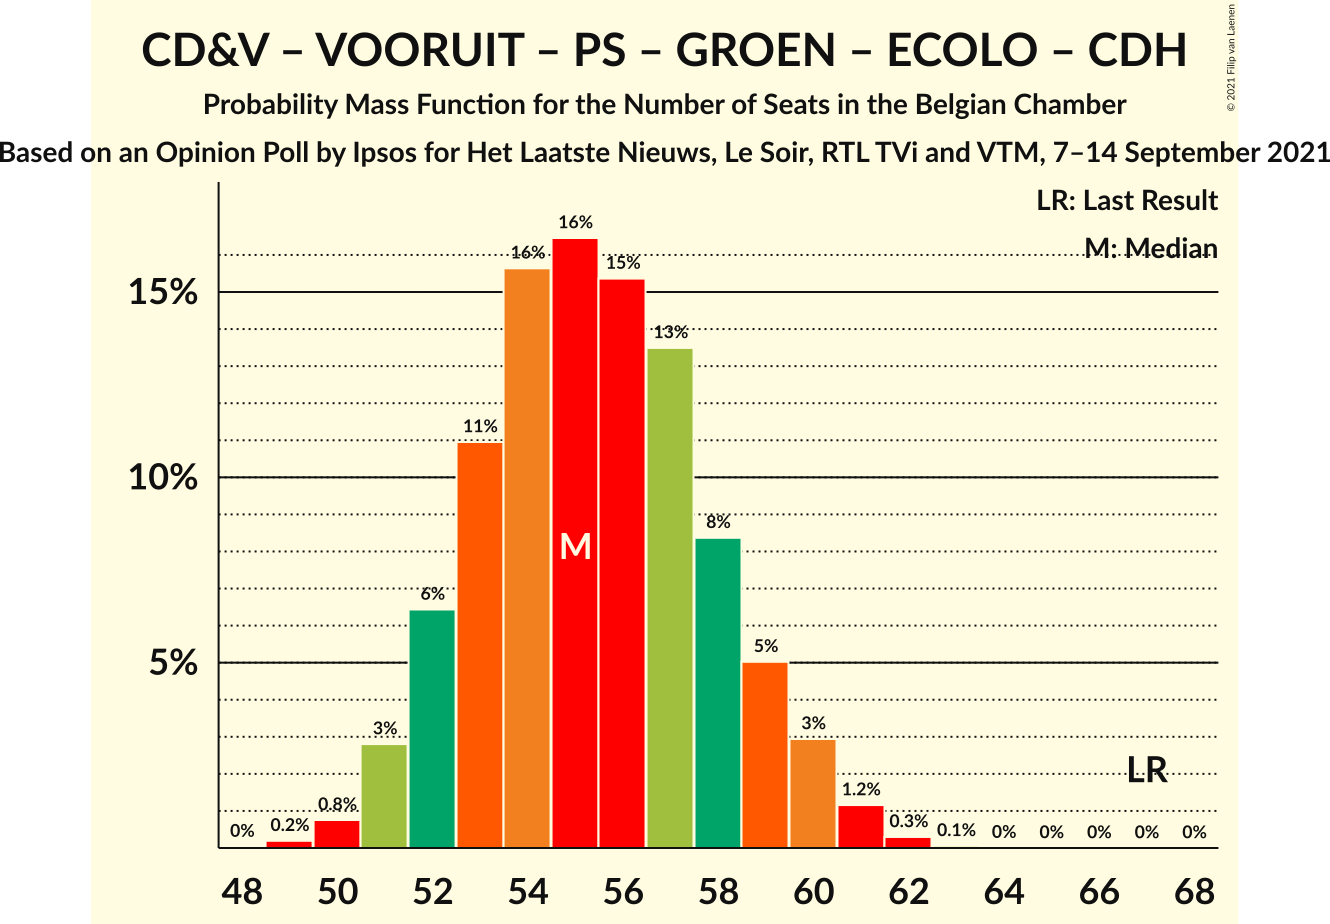 CD&V – VOORUIT – PS – GROEN – ECOLO – CDH
Probability Mass Function for the Number of Seats in the Belgian Chamber
Based on an Opinion Poll by Ipsos for Het Laatste Nieuws, Le Soir, RTL TVi and VTM, 7–14 September 2021
© 2021 Filip van Laenen
LR: Last Result
M: Median
15%
10%
5%
0% 0.2% 0.8% 3% 6% 11% 16% 16% 15% 13% 8% 5% 3% 1.2% 0.3% 0.1% 0% 0% 0% 0% 0%
M
LR
48 50 52 54 56 58 60 62 64 66 68